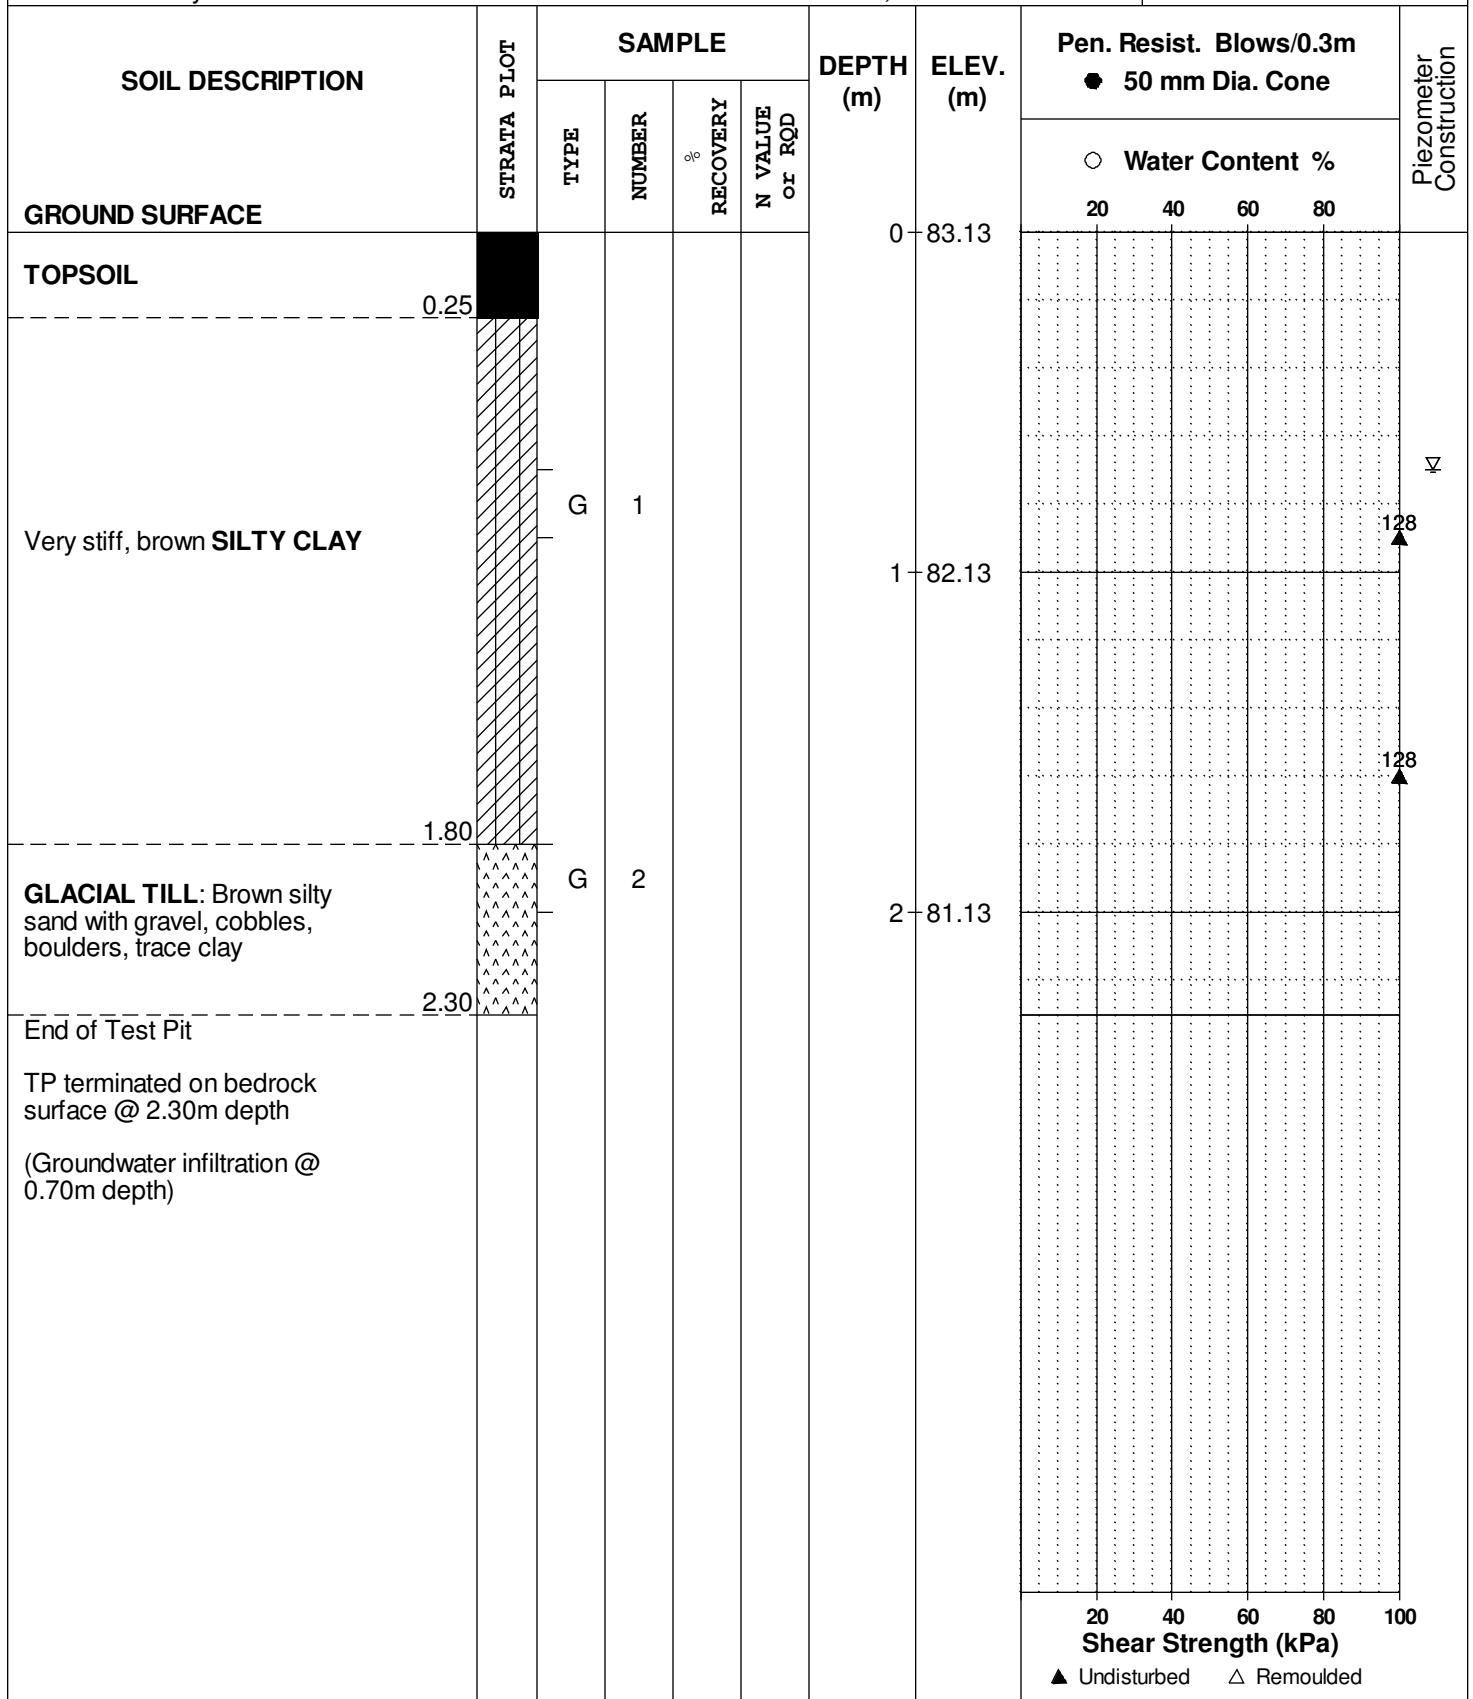 SOIL DESCRIPTION
GROUND SURFACE
STRATA PLOT
SAMPLE
TYPE
NUMBER
%
RECOVERY
N VALUE
or RQD
DEPTH
(m)
ELEV.
(m)
Pen. Resist. Blows/0.3m
● 50 mm Dia. Cone
○ Water Content %
20 40 60 80
Piezometer
Construction
0 83.13
TOPSOIL
0.25
G 1
128
Very stiff, brown SILTY CLAY
1 82.13
128
1.80
G 2
GLACIAL TILL: Brown silty
sand with gravel, cobbles,
boulders, trace clay
2 81.13
2.30
End of Test Pit
TP terminated on bedrock
surface @ 2.30m depth
(Groundwater infiltration @
0.70m depth)
20 40 60 80 100
Shear Strength (kPa)
▲ Undisturbed △ Remoulded